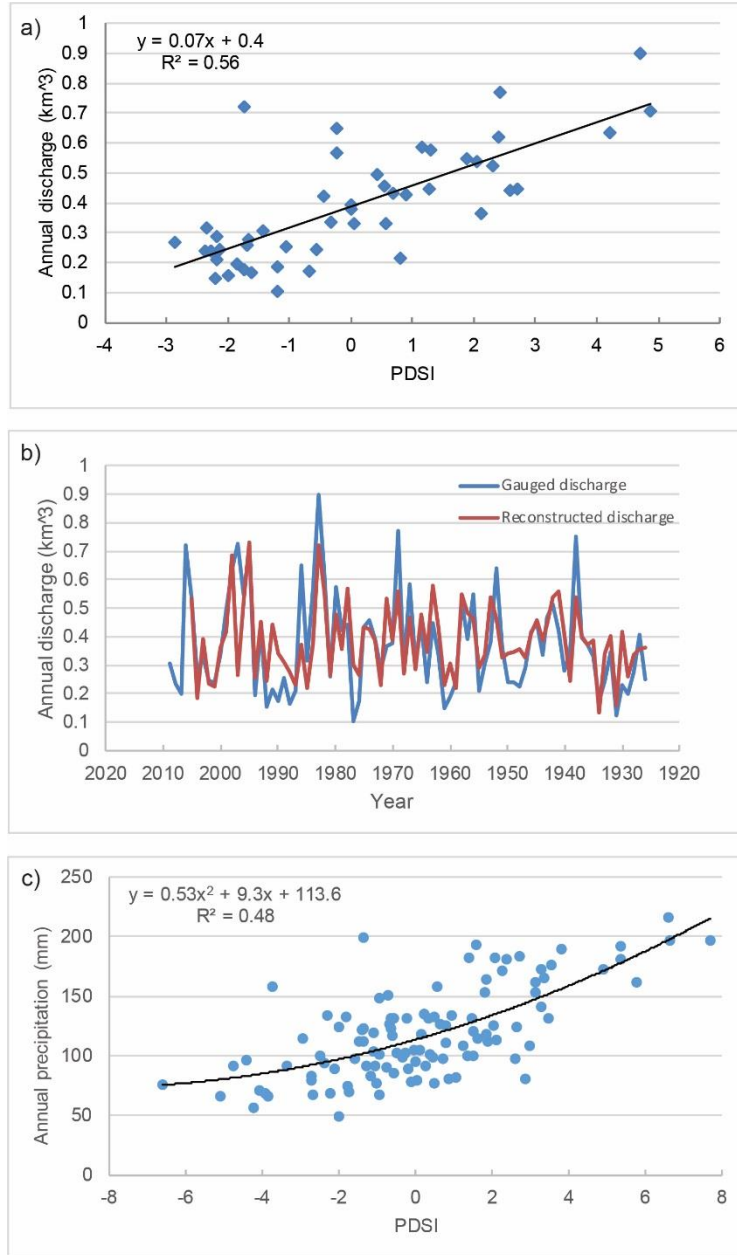 a)
y = 0.07x + 0.4
R² = 0.56
Annual discharge (km^3)
1
0.9
0.8
0.7
0.6
0.5
0.4
0.3
0.2
0.1
0
-4 -3 -2 -1 0 1 2 3 4 5 6
PDSI
b)
Gauged discharge
Reconstructed discharge
Annual discharge (km^3)
1
0.9
0.8
0.7
0.6
0.5
0.4
0.3
0.2
0.1
0
2020 2010 2000 1990 1980 1970 1960 1950 1940 1930 1920
Year
c)
y = 0.53x² + 9.3x + 113.6
R² = 0.48
Annual precipitation (mm)
250
200
150
100
50
0
-8 -6 -4 -2 0 2 4 6 8
PDSI